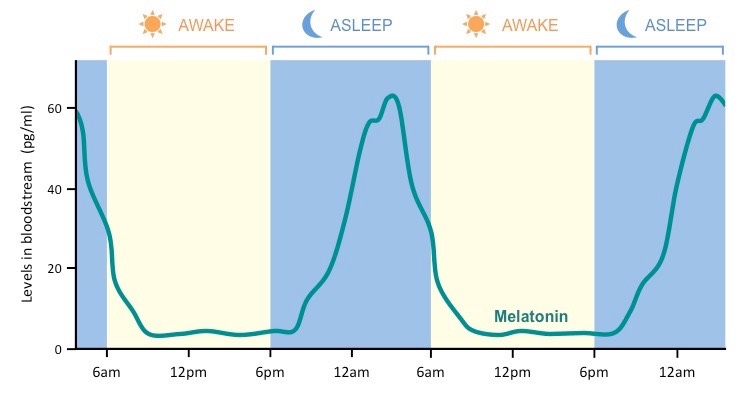 AWAKE
ASLEEP
AWAKE
ASLEEP
Levels in bloodstream (pg/ml)
60
40
20
0
Melatonin
6am
12pm
6pm
12am
6am
12pm
6pm
12am